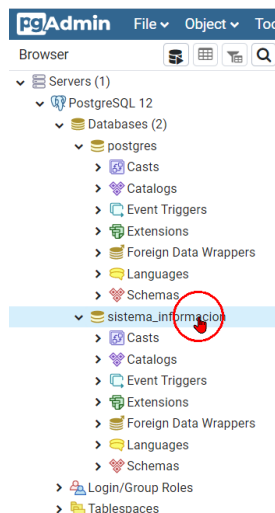 pgAdmin File Object Too
Browser
Servers (1)
PostgreSQL 12
Databases (2)
postgres
Casts
Catalogs
Event Triggers
Extensions
Foreign Data Wrappers
Languages
Schemas
sistema_informacion
Casts
Catalogs
Event Triggers
Extensions
Foreign Data Wrappers
Languages
Schemas
Login/Group Roles
Tablespaces